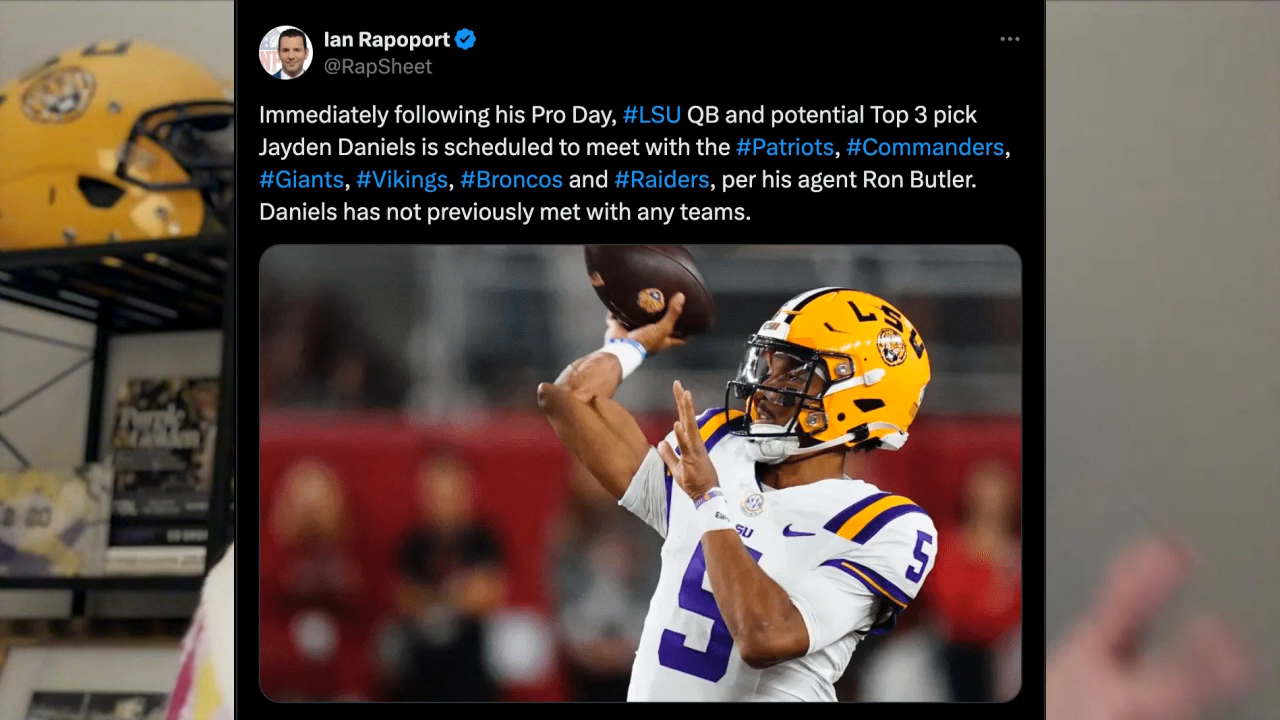 Ian Rapoport
@RapSheet
Immediately following his Pro Day, #LSU QB and potential Top 3 pick
Jayden Daniels is scheduled to meet with the #Patriots, #Commanders,
#Giants, #Vikings, #Broncos and #Raiders, per his agent Ron Butler.
Daniels has not previously met with any teams.
LSU
5
5